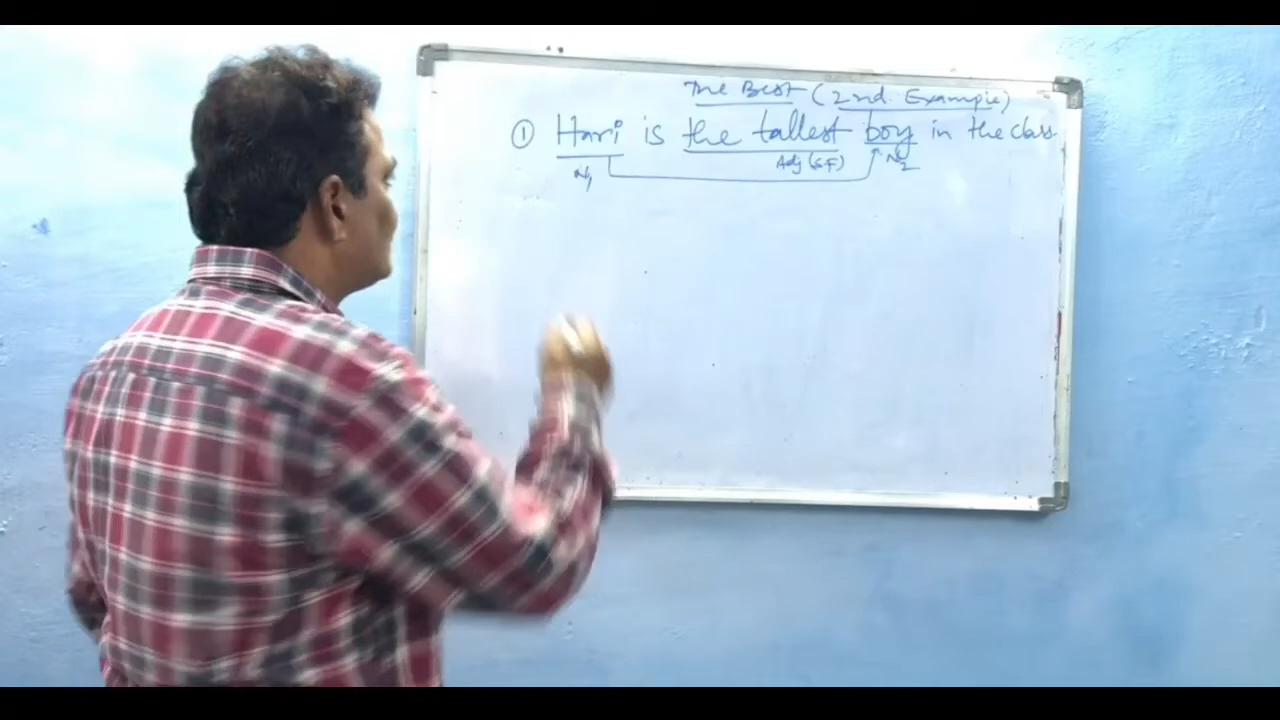 The Best (2nd Example)
① Hari is the tallest boy in the class
N₁ Adj (S.F) N₂